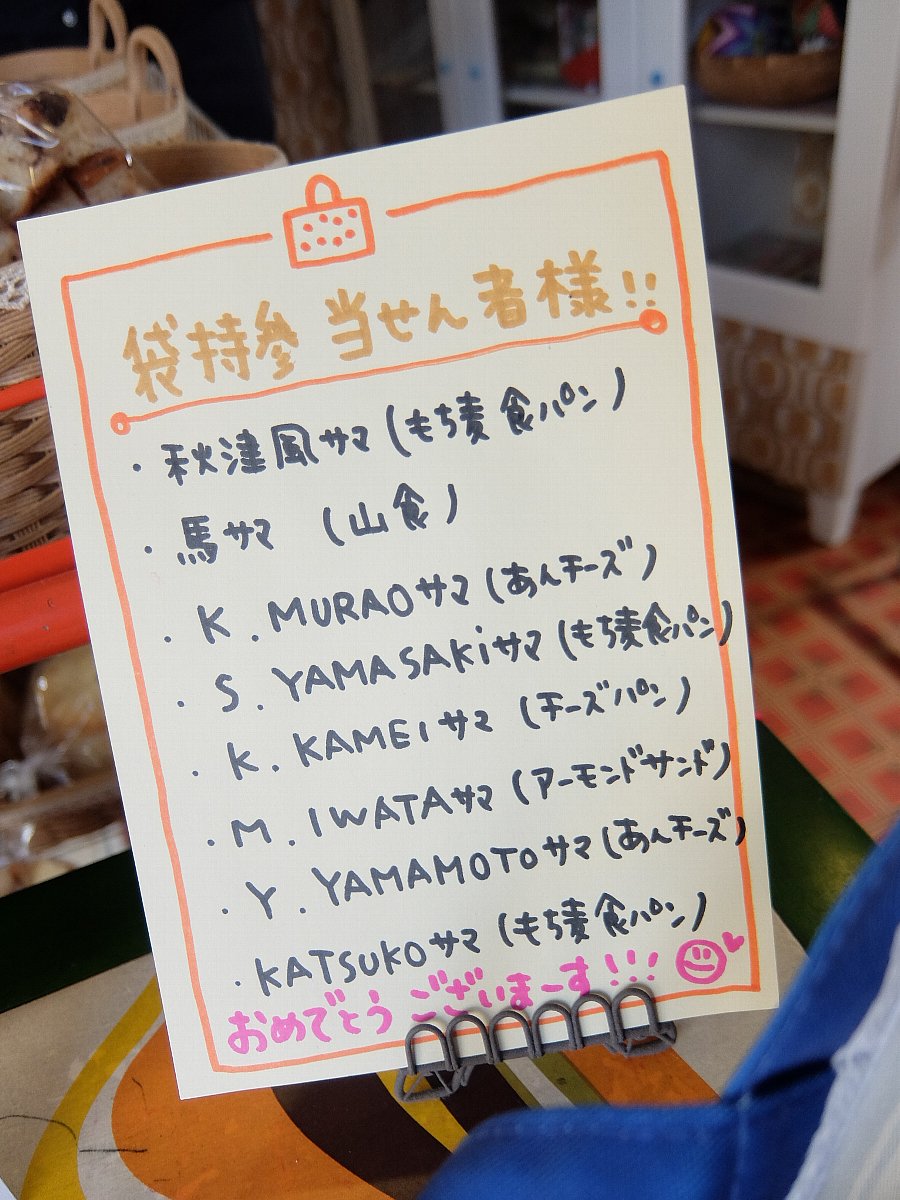 袋持参 当せん者様!!
・秋津風サマ (もち麦 食パン)
・馬サマ (山食)
・K.MURAOサマ (あんチーズ)
・S.YAMASAKiサマ (もち麦食パン)
・K.KAMEIサマ (チーズパン)
・M.IWATAサマ (アーモンドサンド)
・Y.YAMAMOTOサマ (あんチーズ)
・KATSUKOサマ (もち麦 食パン)
おめでとう ございまーす!!!